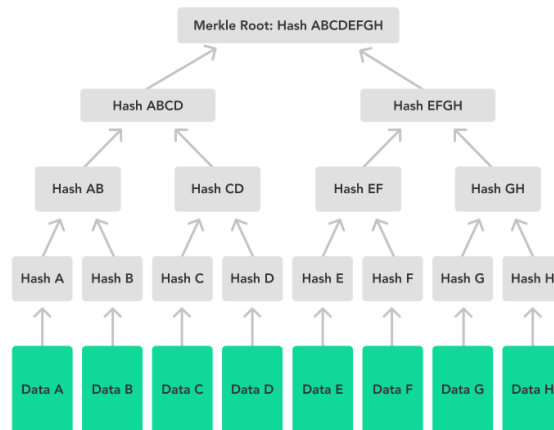 Merkle Root: Hash ABCDEFGH
Hash ABCD
Hash EFGH
Hash AB
Hash CD
Hash EF
Hash GH
Hash A
Hash B
Hash C
Hash D
Hash E
Hash F
Hash G
Hash H
Data A
Data B
Data C
Data D
Data E
Data F
Data G
Data H